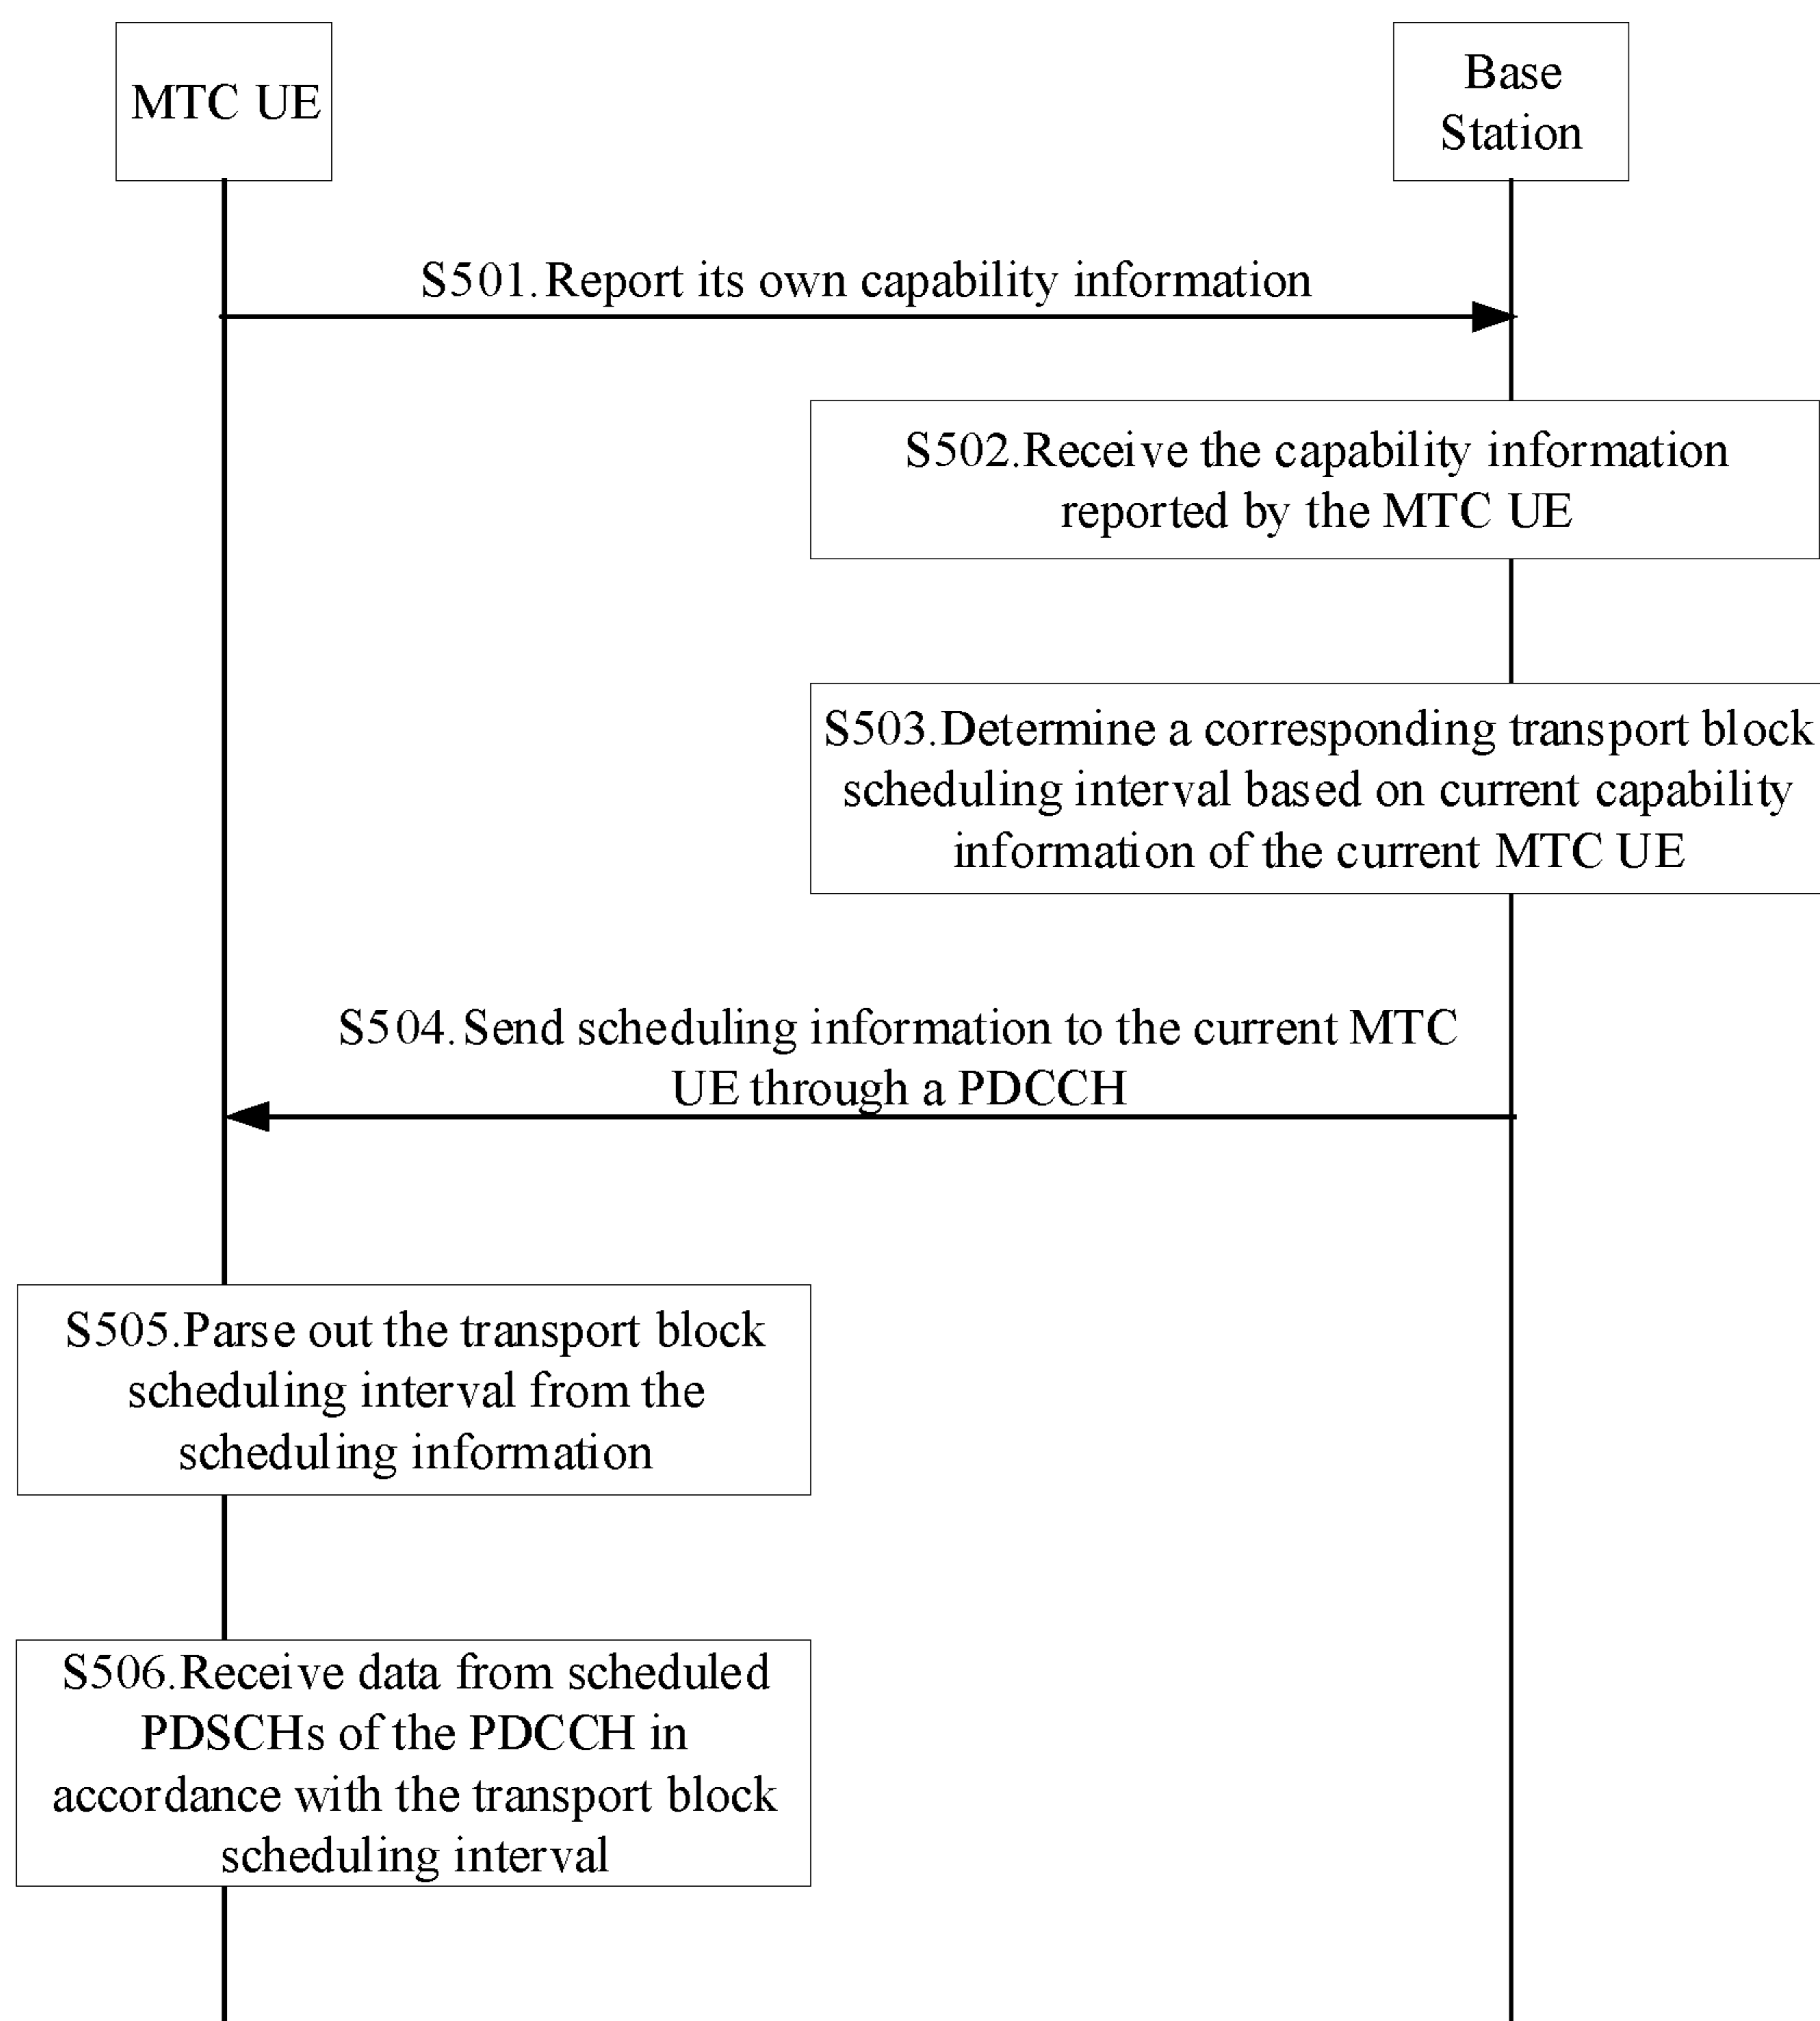 MTC UE
Base
Station
S501.Report its own capability information
S502.Receive the capability information
reported by the MTC UE
S503.Determine a corresponding transport block
scheduling interval based on current capability
information of the current MTC UE
S504.Send scheduling information to the current MTC
UE through a PDCCH
S505.Parse out the transport block
scheduling interval from the
scheduling information
S506.Receive data from scheduled
PDSCHs of the PDCCH in
accordance with the transport block
scheduling interval